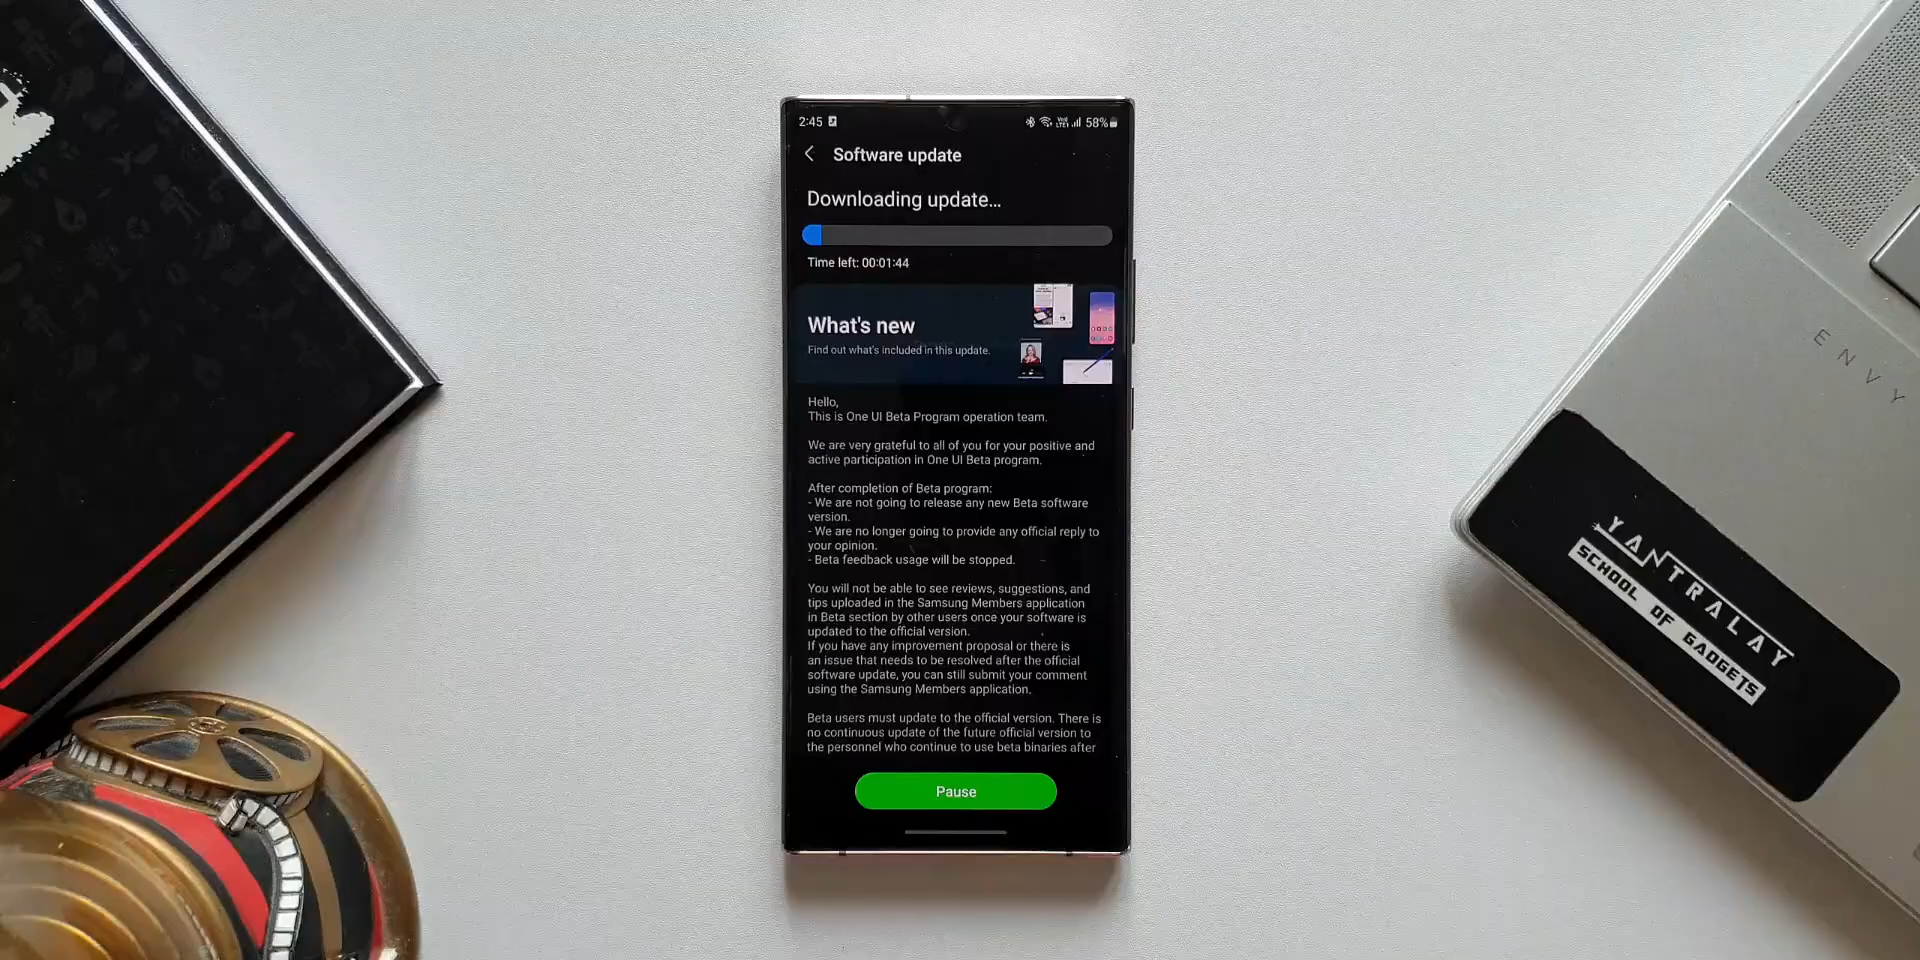 2:45
58%
Software update
Downloading update...
Time left: 00:01:44
What's new
Find out what's included in this update.
Hello,
This is One UI Beta Program operation team.
We are very grateful to all of you for your positive and
active participation in One UI Beta program.
After completion of Beta program:
- We are not going to release any new Beta software
version.
- We are no longer going to provide any official reply to
your opinion.
- Beta feedback usage will be stopped.
You will not be able to see reviews, suggestions, and
tips uploaded in the Samsung Members application
in Beta section by other users once your software is
updated to the official version.
If you have any improvement proposal or there is
an issue that needs to be resolved after the official
software update, you can still submit your comment
using the Samsung Members application.
Beta users must update to the official version. There is
no continuous update of the future official version to
the personnel who continue to use beta binaries after
Pause
ENVY
YANTRALAY
SCHOOL OF GADGETS